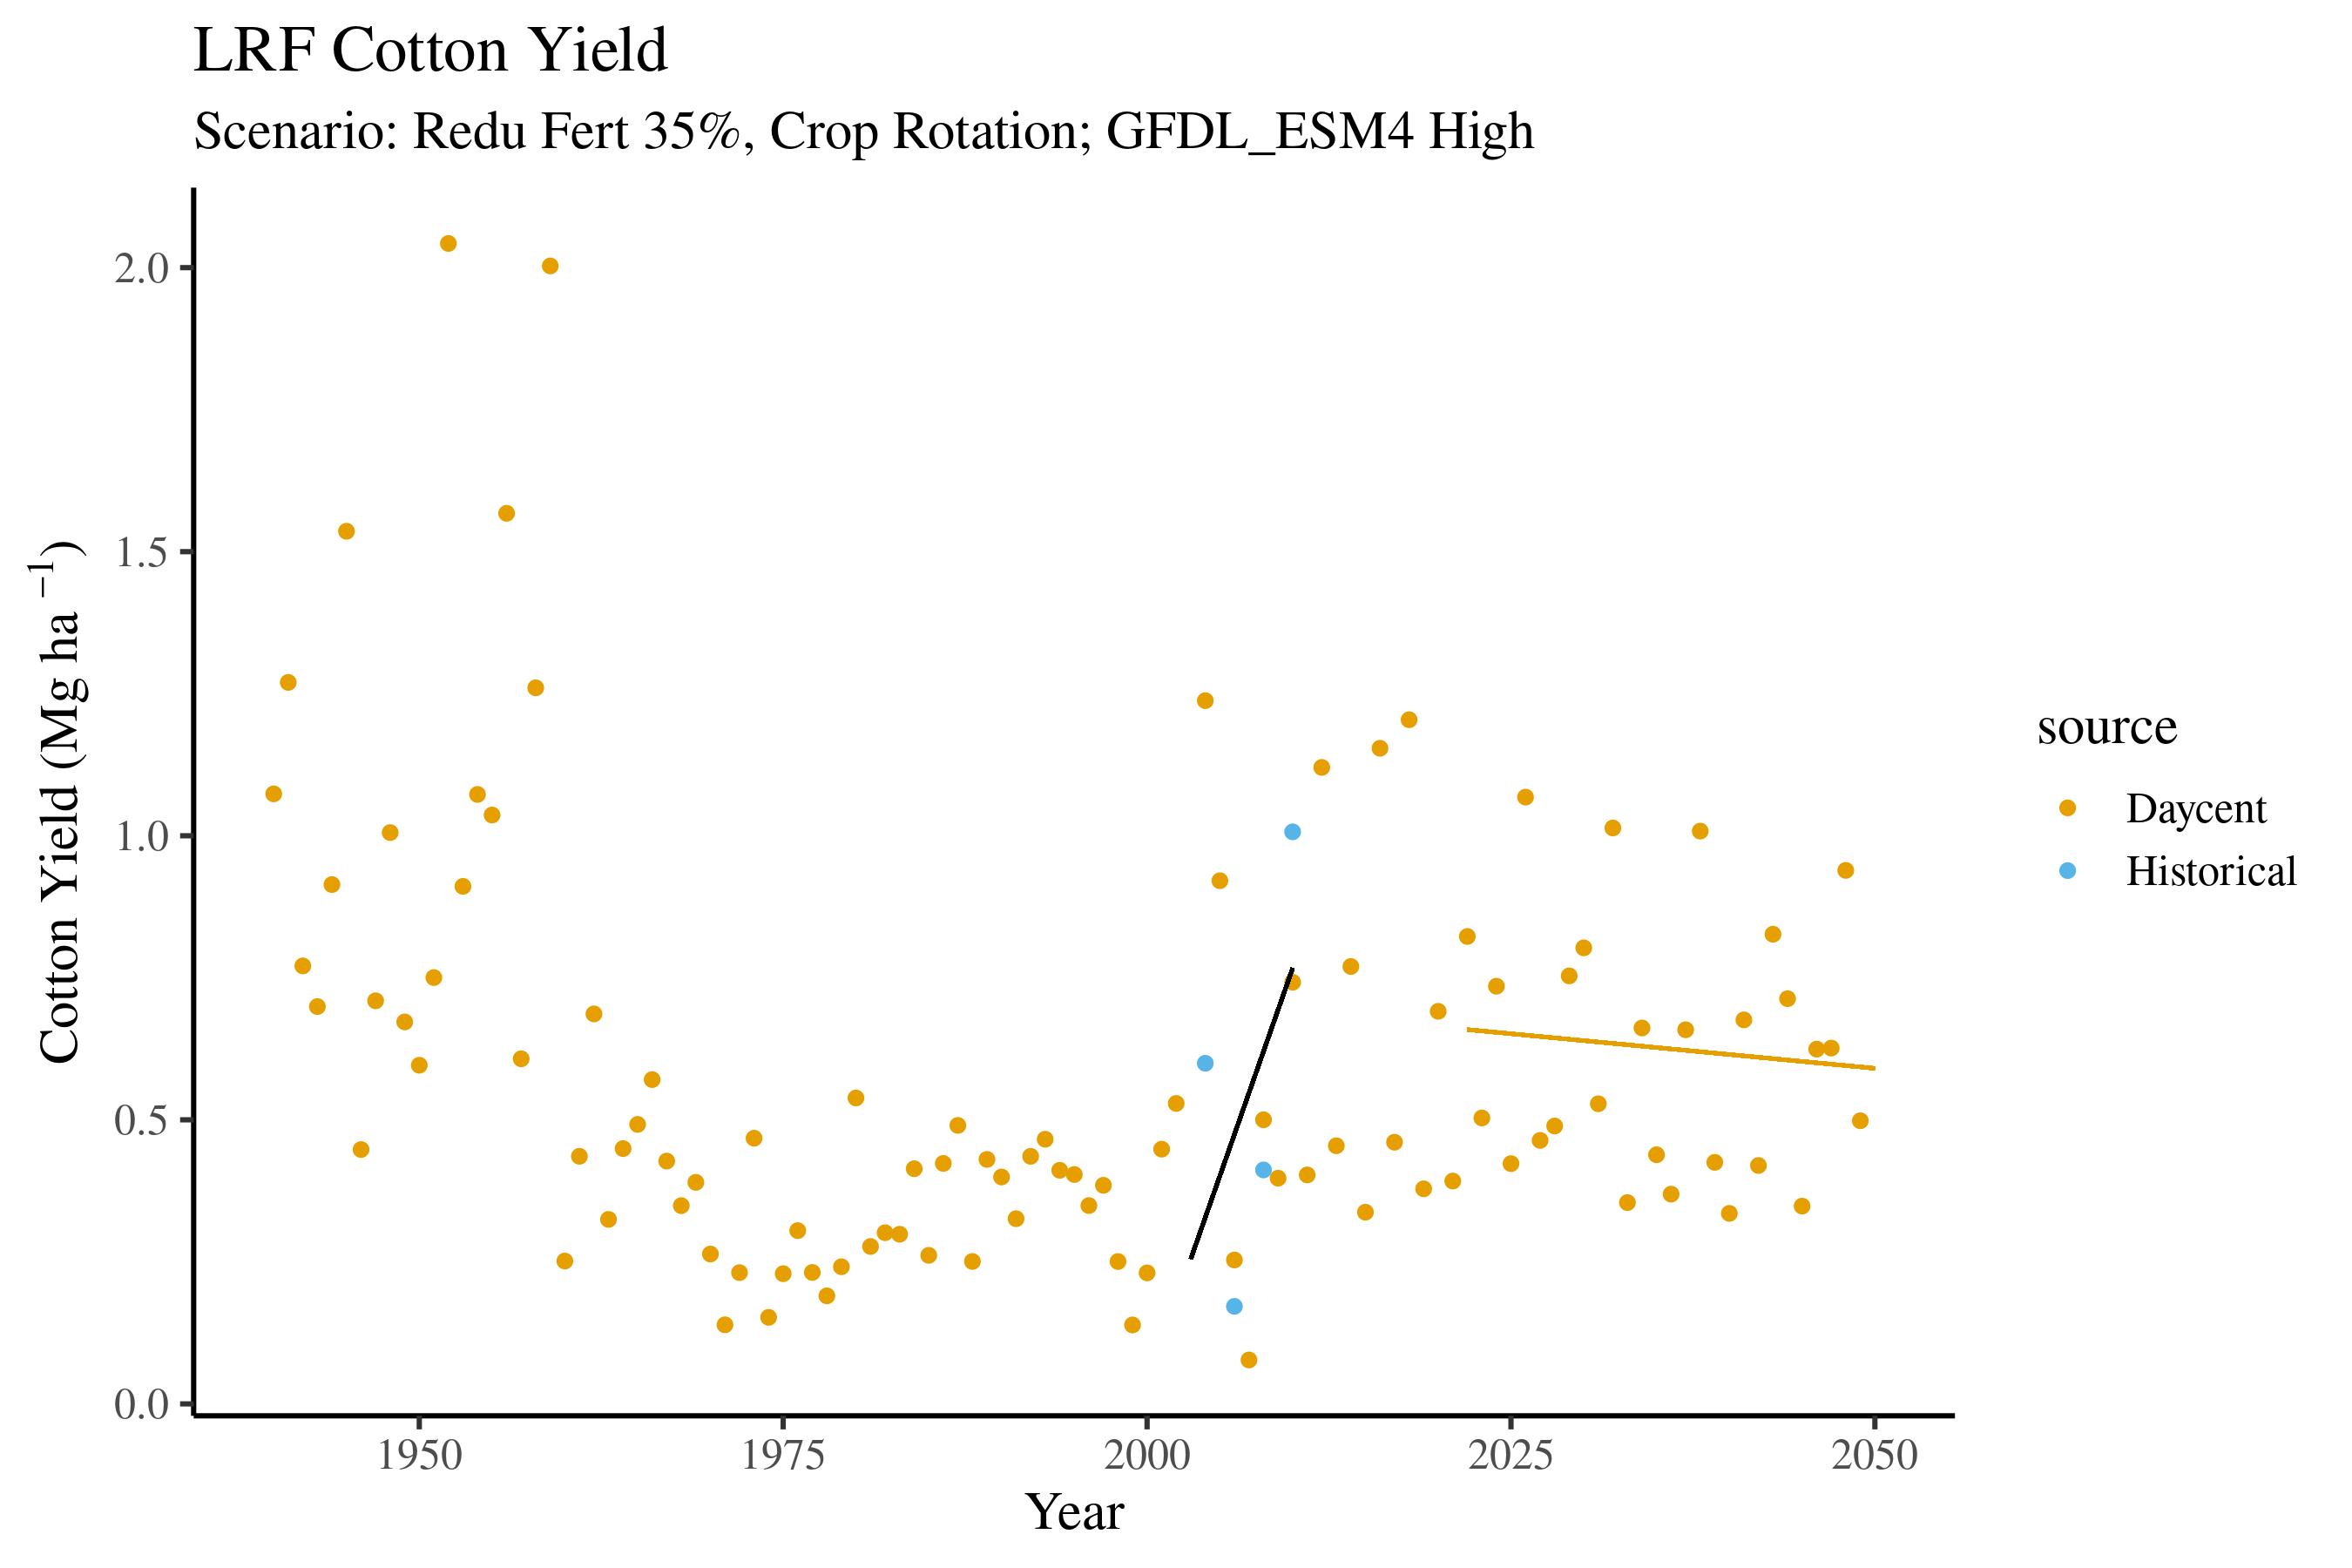 LRF Cotton Yield
Scenario: Redu Fert 35%, Crop Rotation; GFDL_ESM4 High
Cotton Yield (Mg ha⁻¹)
2.0
1.5
1.0
0.5
0.0
1950
1975
2000
2025
2050
Year
source
Daycent
Historical